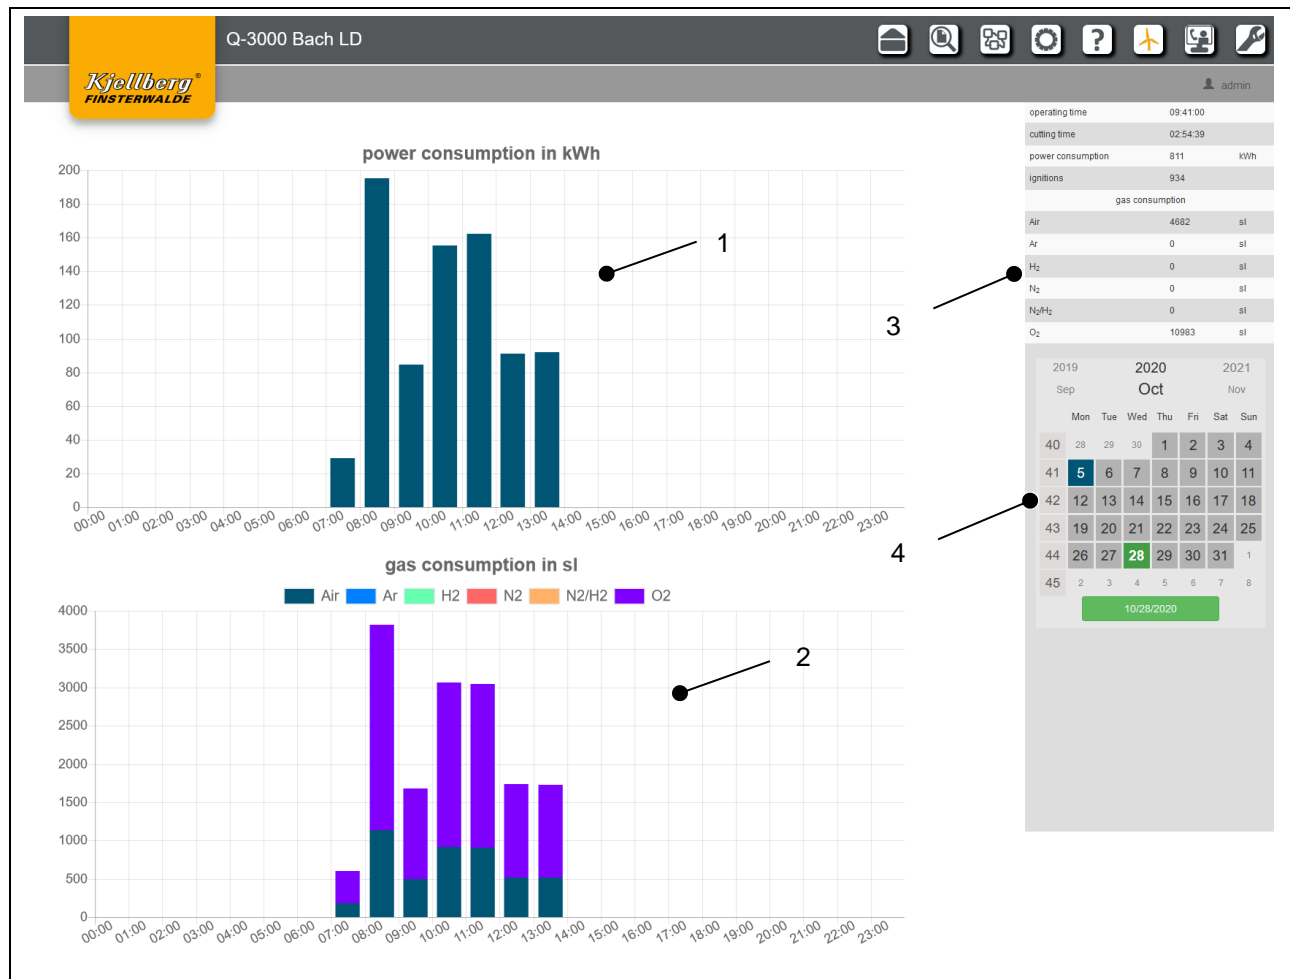 Q-3000 Bach LD
Kjellberg®
FINSTERWALDE
?
admin
power consumption in kWh
200
180
160
140
120
100
80
60
40
20
0
00:00 01:00 02:00 03:00 04:00 05:00 06:00 07:00 08:00 09:00 10:00 11:00 12:00 13:00 14:00 15:00 16:00 17:00 18:00 19:00 20:00 21:00 22:00 23:00
1
gas consumption in sl
Air Ar H2 N2 N2/H2 O2
4000
3500
3000
2500
2000
1500
1000
500
0
00:00 01:00 02:00 03:00 04:00 05:00 06:00 07:00 08:00 09:00 10:00 11:00 12:00 13:00 14:00 15:00 16:00 17:00 18:00 19:00 20:00 21:00 22:00 23:00
2
operating time 09:41:00
cutting time 02:54:39
power consumption 811 kWh
ignitions 934
gas consumption
Air 4682 sl
Ar 0 sl
H₂ 0 sl
N₂ 0 sl
N₂/H₂ 0 sl
O₂ 10983 sl
3
2019 2020 2021
Sep Oct Nov
Mon Tue Wed Thu Fri Sat Sun
40 28 29 30 1 2 3 4
41 5 6 7 8 9 10 11
42 12 13 14 15 16 17 18
43 19 20 21 22 23 24 25
44 26 27 28 29 30 31 1
45 2 3 4 5 6 7 8
10/28/2020
4